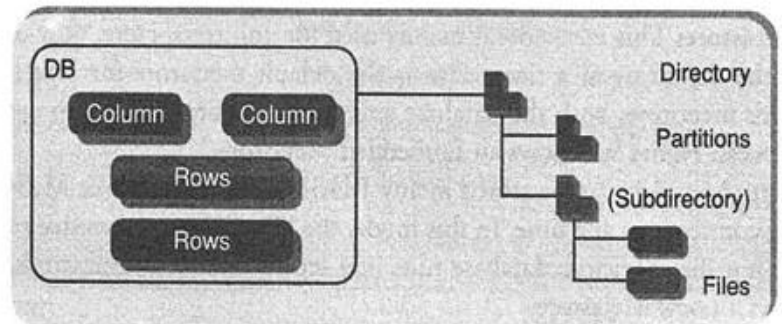 DB
Column Column
Rows
Rows
Directory
Partitions
(Subdirectory)
Files